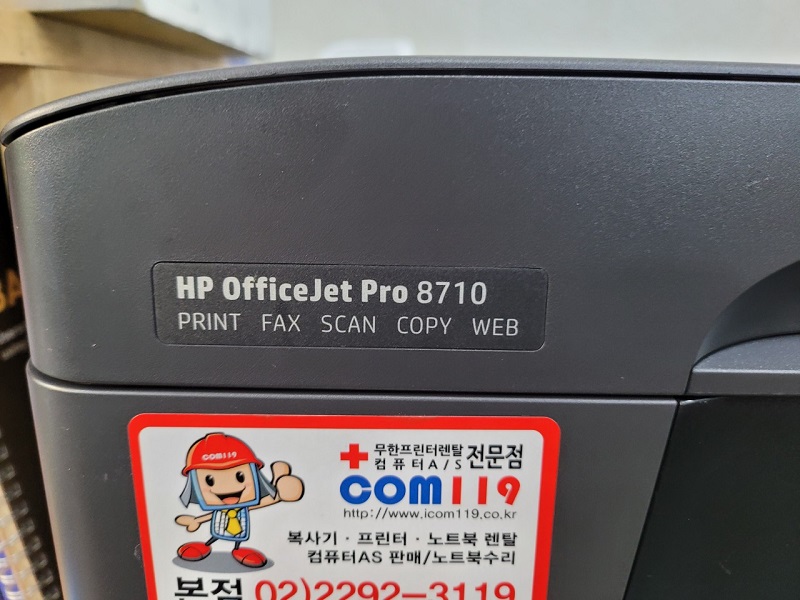 HP OfficeJet Pro 8710
PRINT FAX SCAN COPY WEB
COM119
무한프린터렌탈
컴퓨터A/S
전문점
COM119
http://www.icom119.co.kr
복사기 · 프린터 · 노트북 렌탈
컴퓨터AS 판매/노트북수리
본점 02)2292-3119